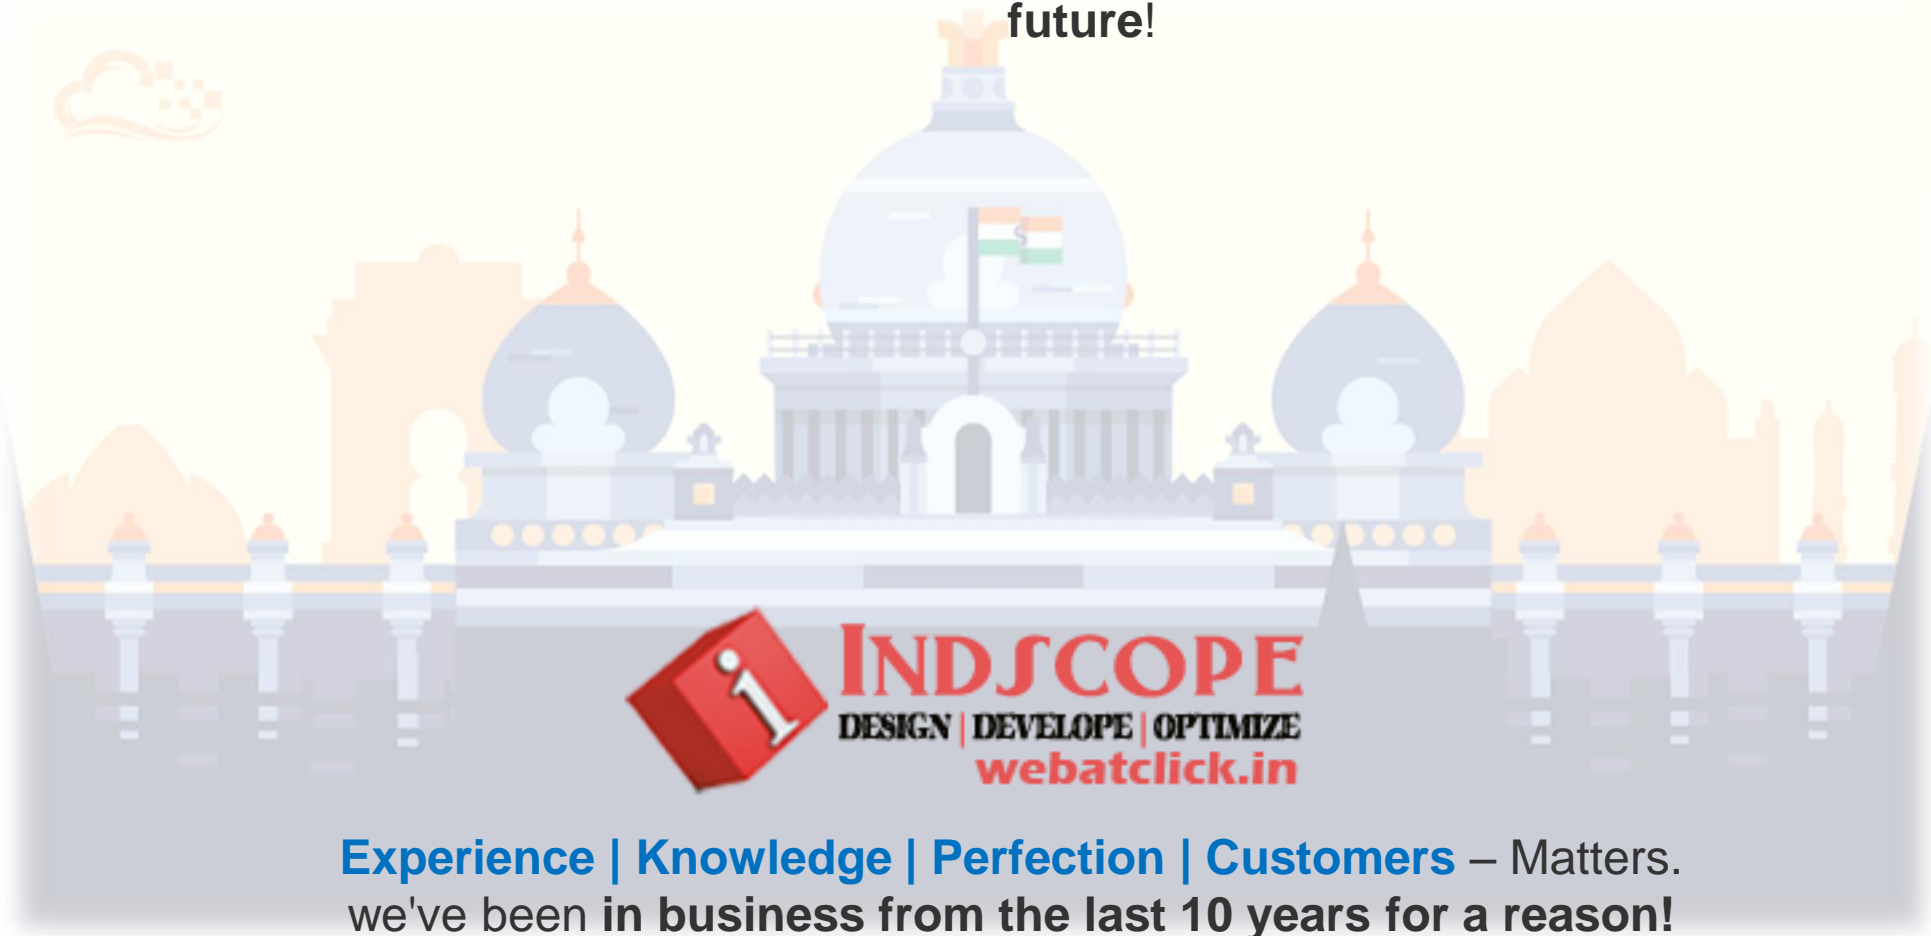 future!
i
INDSCOPE
DESIGN | DEVELOPE | OPTIMIZE
webatclick.in
Experience | Knowledge | Perfection | Customers – Matters.
we've been in business from the last 10 years for a reason!